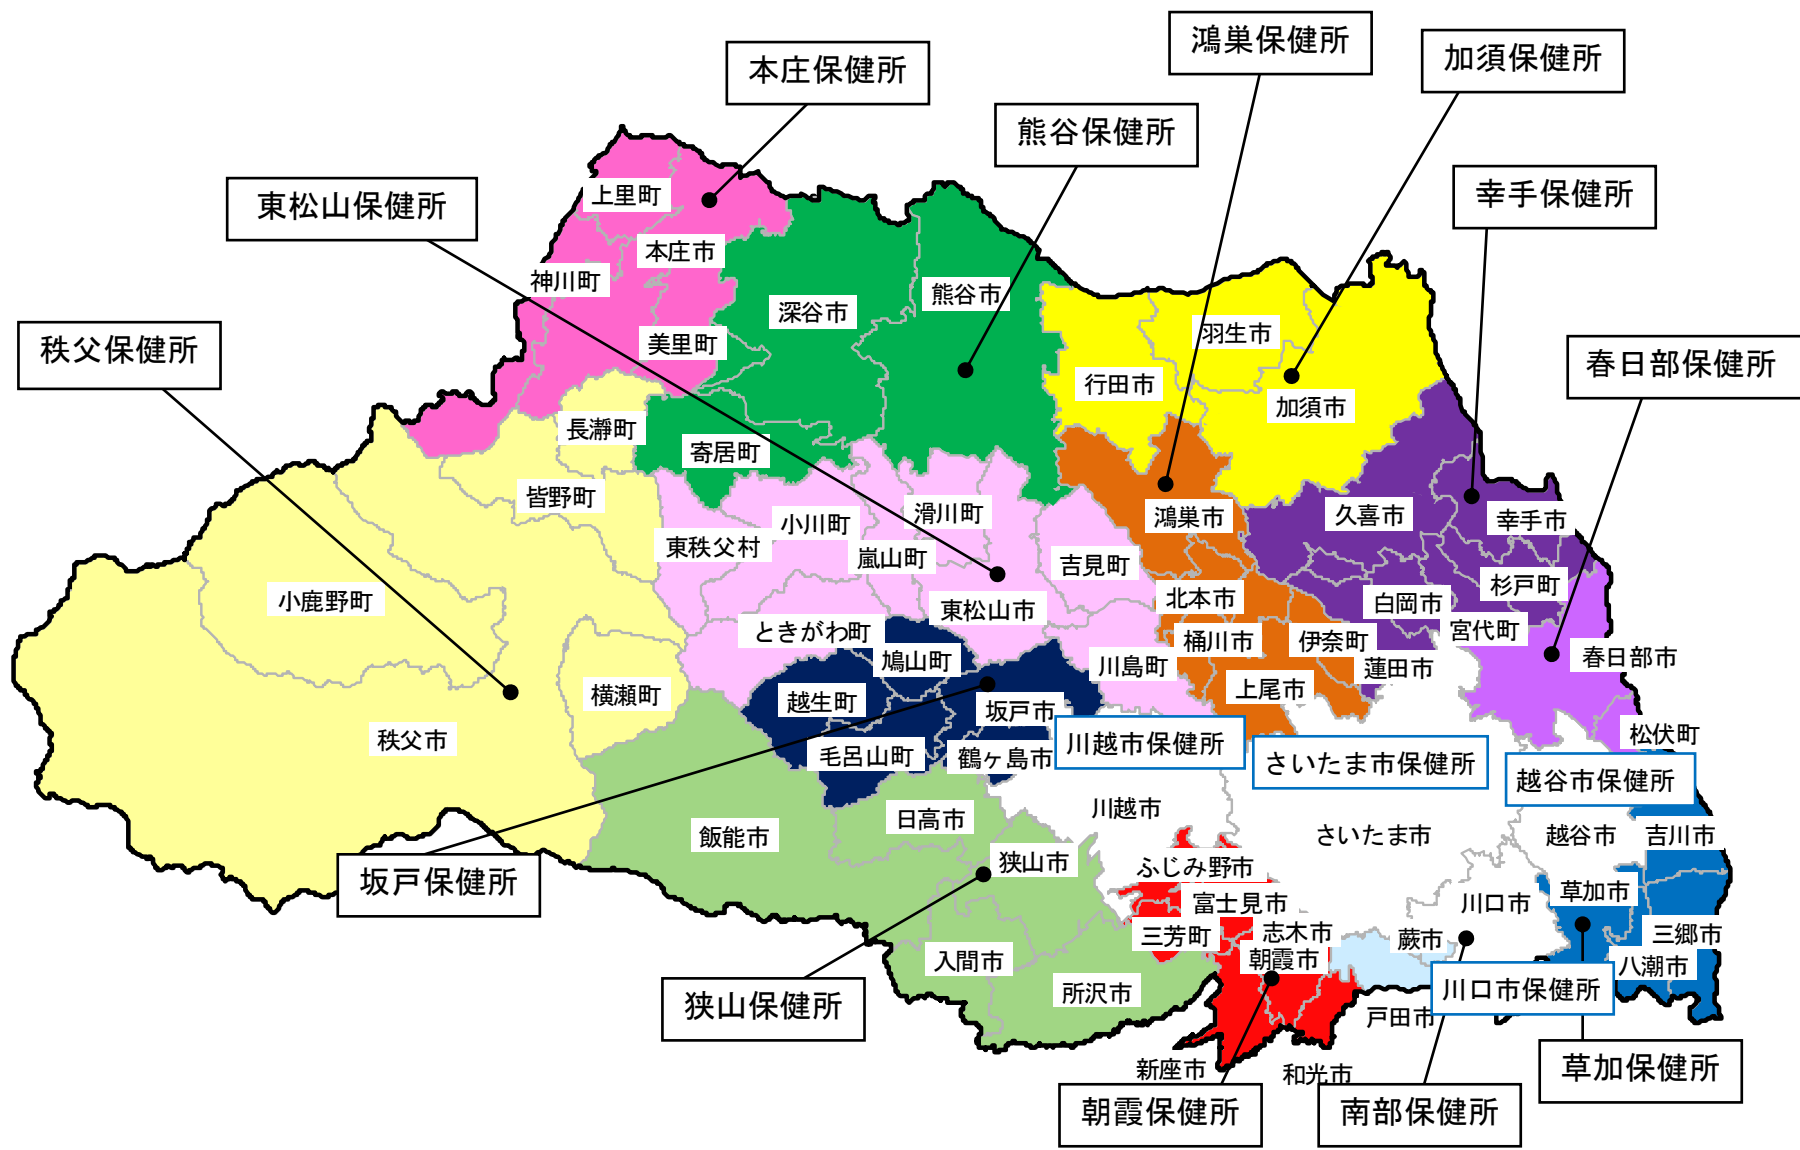 鴻巣保健所
加須保健所
本庄保健所
熊谷保健所
幸手保健所
東松山保健所
上里町
本庄市
神川町
熊谷市
深谷市
羽生市
美里町
秩父保健所
春日部保健所
行田市
加須市
長瀞町
寄居町
皆野町
滑川町
鴻巣市
久喜市
幸手市
小川町
東秩父村
嵐山町
吉見町
杉戸町
小鹿野町
北本市
白岡市
東松山市
ときがわ町
宮代町
桶川市
伊奈町
鳩山町
川島町
蓮田市
春日部市
横瀬町
越生町
上尾市
坂戸市
秩父市
松伏町
川越市保健所
毛呂山町
鶴ヶ島市
さいたま市保健所
越谷市保健所
川越市
日高市
飯能市
さいたま市
越谷市
吉川市
狭山市
ふじみ野市
坂戸保健所
草加市
富士見市
川口市
三芳町
志木市
蕨市
三郷市
入間市
朝霞市
八潮市
所沢市
川口市保健所
狭山保健所
戸田市
新座市
和光市
草加保健所
朝霞保健所
南部保健所